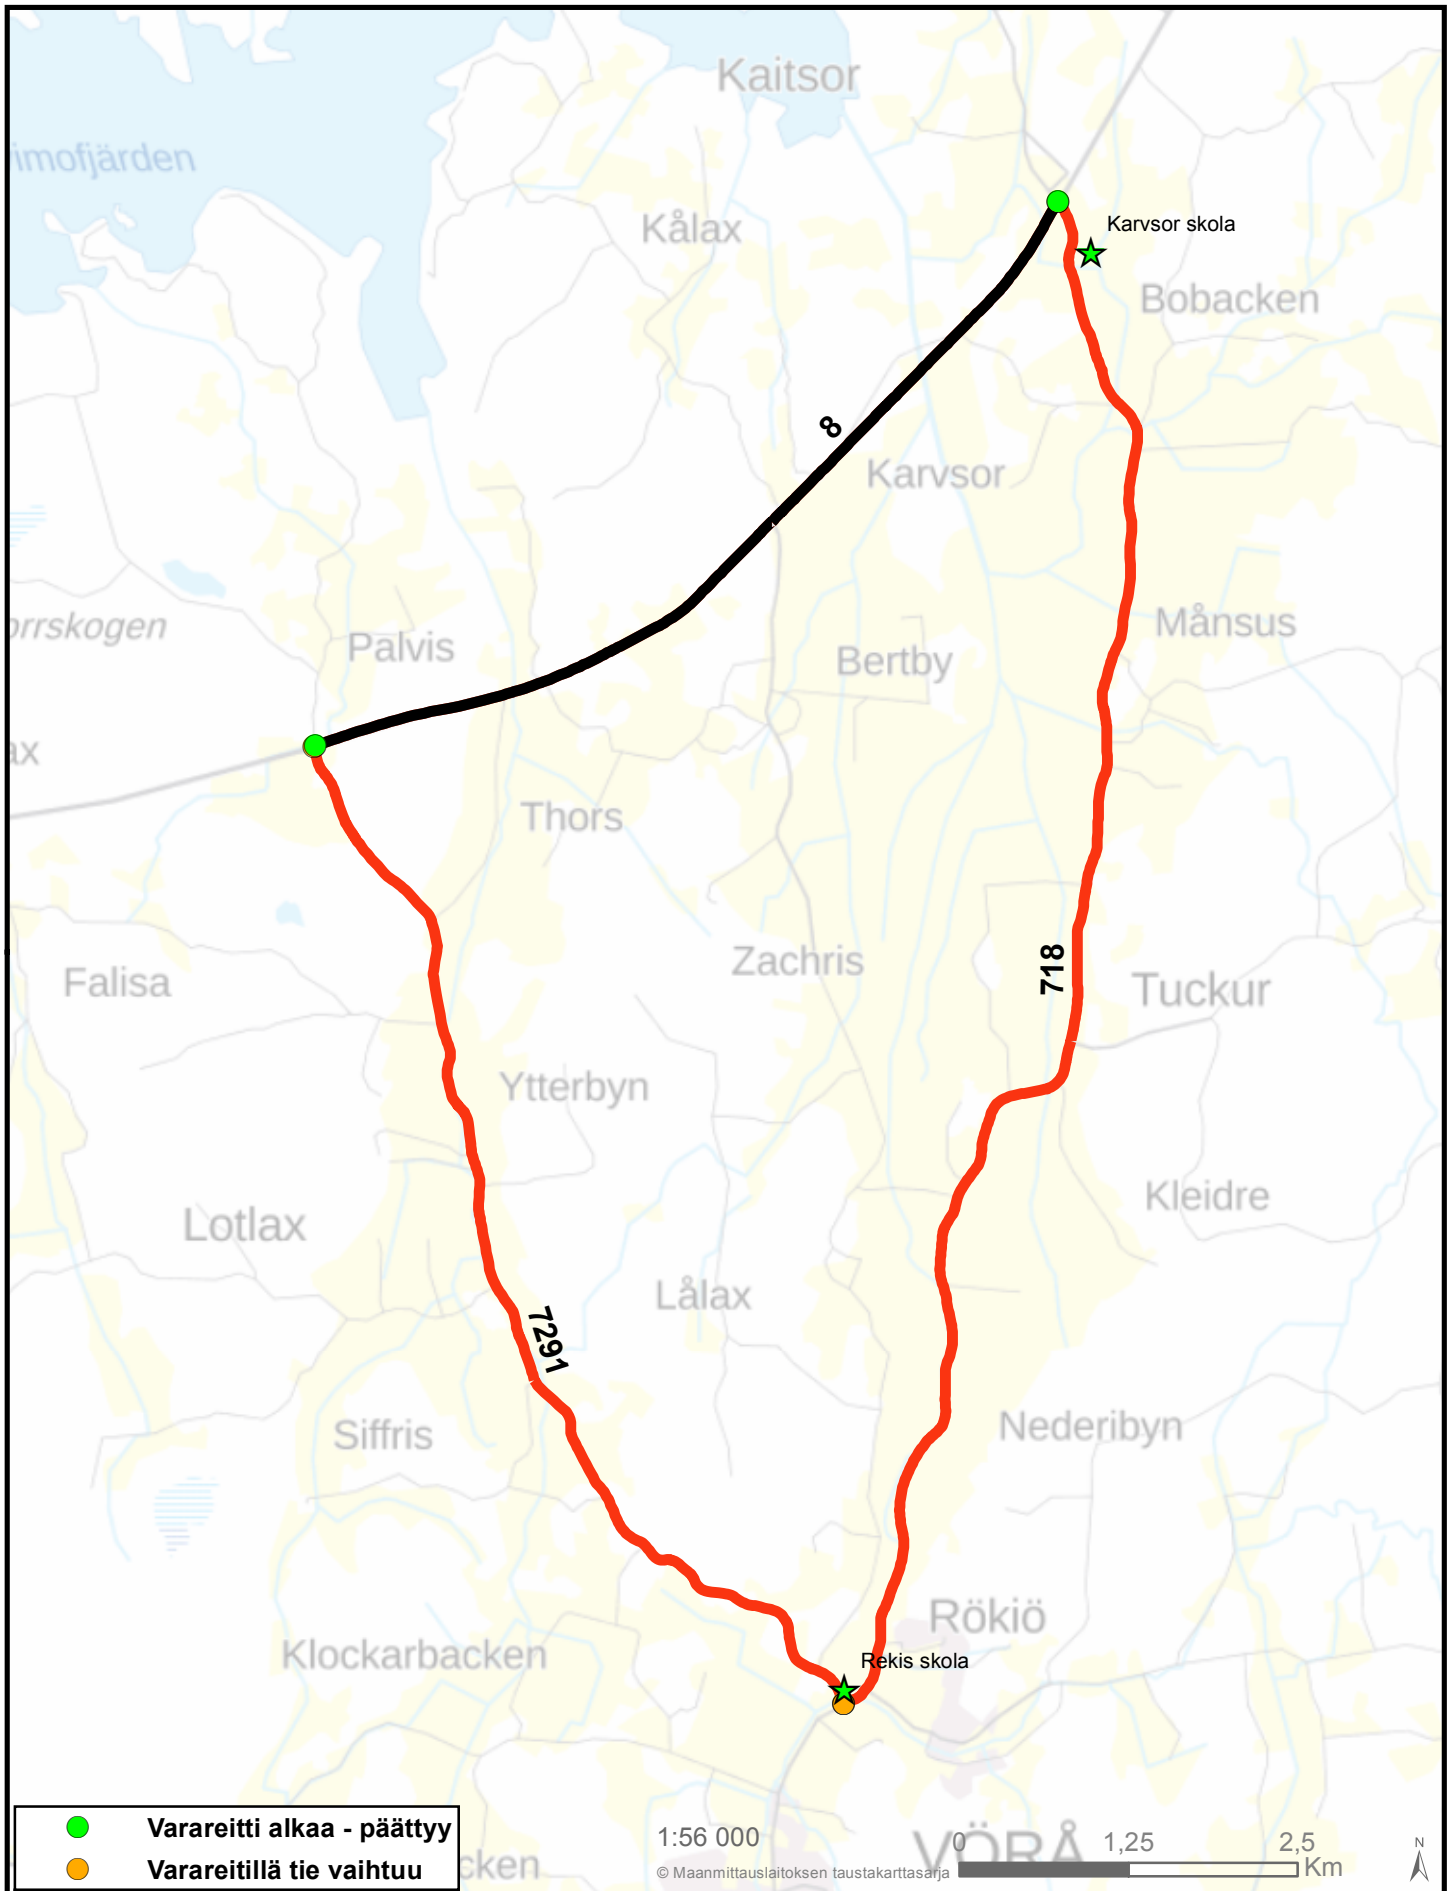 Kaitsor
imofjärden
Kålax
Karvsor skola
Bobacken
8
Karvsor
orrskogen
Palvis
Månsus
Bertby
ax
Thors
Zachris
718
Falisa
Tuckur
Ytterbyn
Kleidre
Lotlax
Lålax
7291
Siffris
Nederibyn
Rökiö
Klockarbacken
Rekis skola
Varareitti alkaa - päättyy
Varareitillä tie vaihtuu
cken
1:56 000
© Maanmittauslaitoksen taustakarttasarja
VÖRÅ
0 1,25 2,5
Km
N